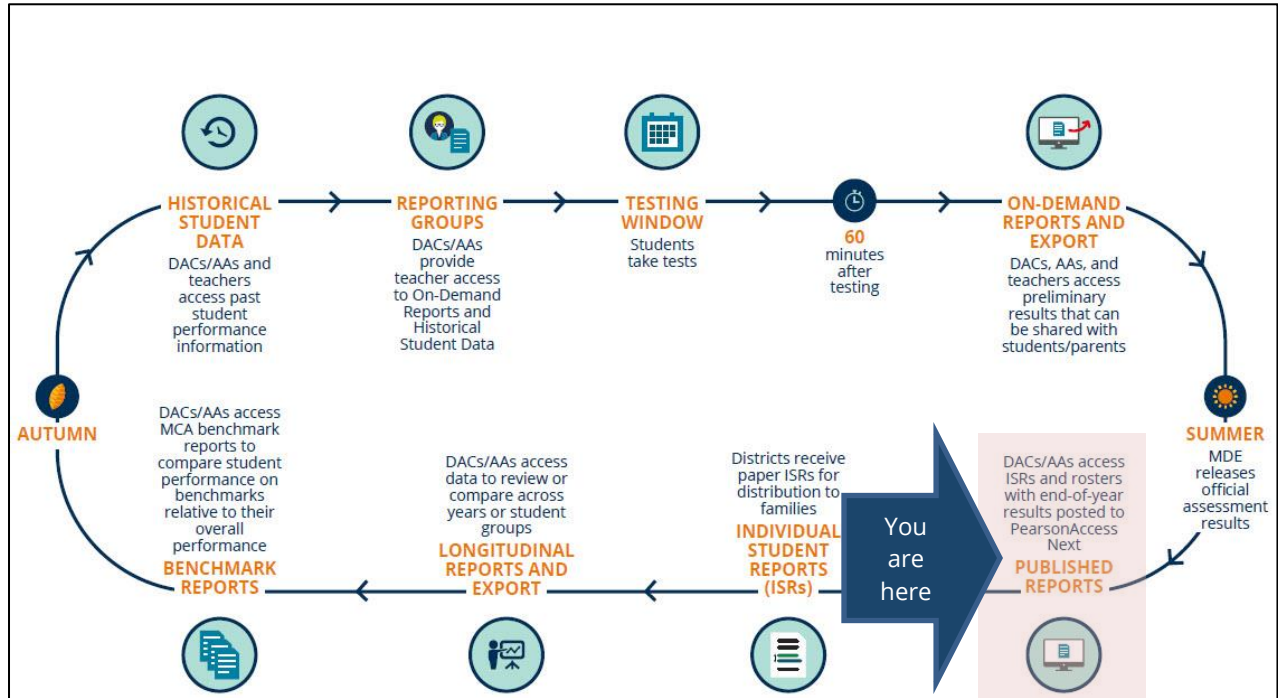 HISTORICAL
STUDENT
DATA
DACs/AAs and
teachers
access past
student
performance
information
REPORTING
GROUPS
DACs/AAs
provide
teacher access
to On-Demand
Reports and
Historical
Student Data
TESTING
WINDOW
Students
take tests
60
minutes
after
testing
ON-DEMAND
REPORTS AND
EXPORT
DACs, AAs, and
teachers access
preliminary
results that can
be shared with
students/parents
SUMMER
MDE
releases
official
assessment
results
DACs/AAs access
ISRs and rosters
with end-of-year
results posted to
PearsonAccess
Next
PUBLISHED
REPORTS
You
are
here
Districts receive
paper ISRs for
distribution to
families
INDIVIDUAL
STUDENT
REPORTS
(ISRs)
DACs/AAs access
data to review or
compare across
years or student
groups
LONGITUDINAL
REPORTS AND
EXPORT
DACs/AAs access
MCA benchmark
reports to
compare student
performance on
benchmarks
relative to their
overall
performance
BENCHMARK
REPORTS
AUTUMN